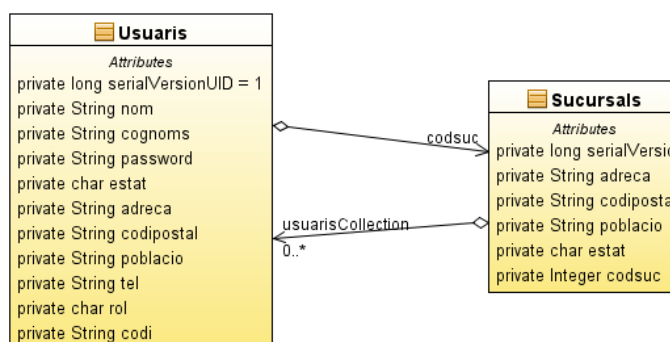 Usuaris
Attributes
private long serialVersionUID = 1
private String nom
private String cognoms
private String password
private char estat
private String adreca
private String codipostal
private String poblacio
private String tel
private char rol
private String codi
codsuc
usuarisCollection
0..*
Sucursals
Attributes
private long serialVersio
private String adreca
private String codiposta
private String poblacio
private char estat
private Integer codsuc